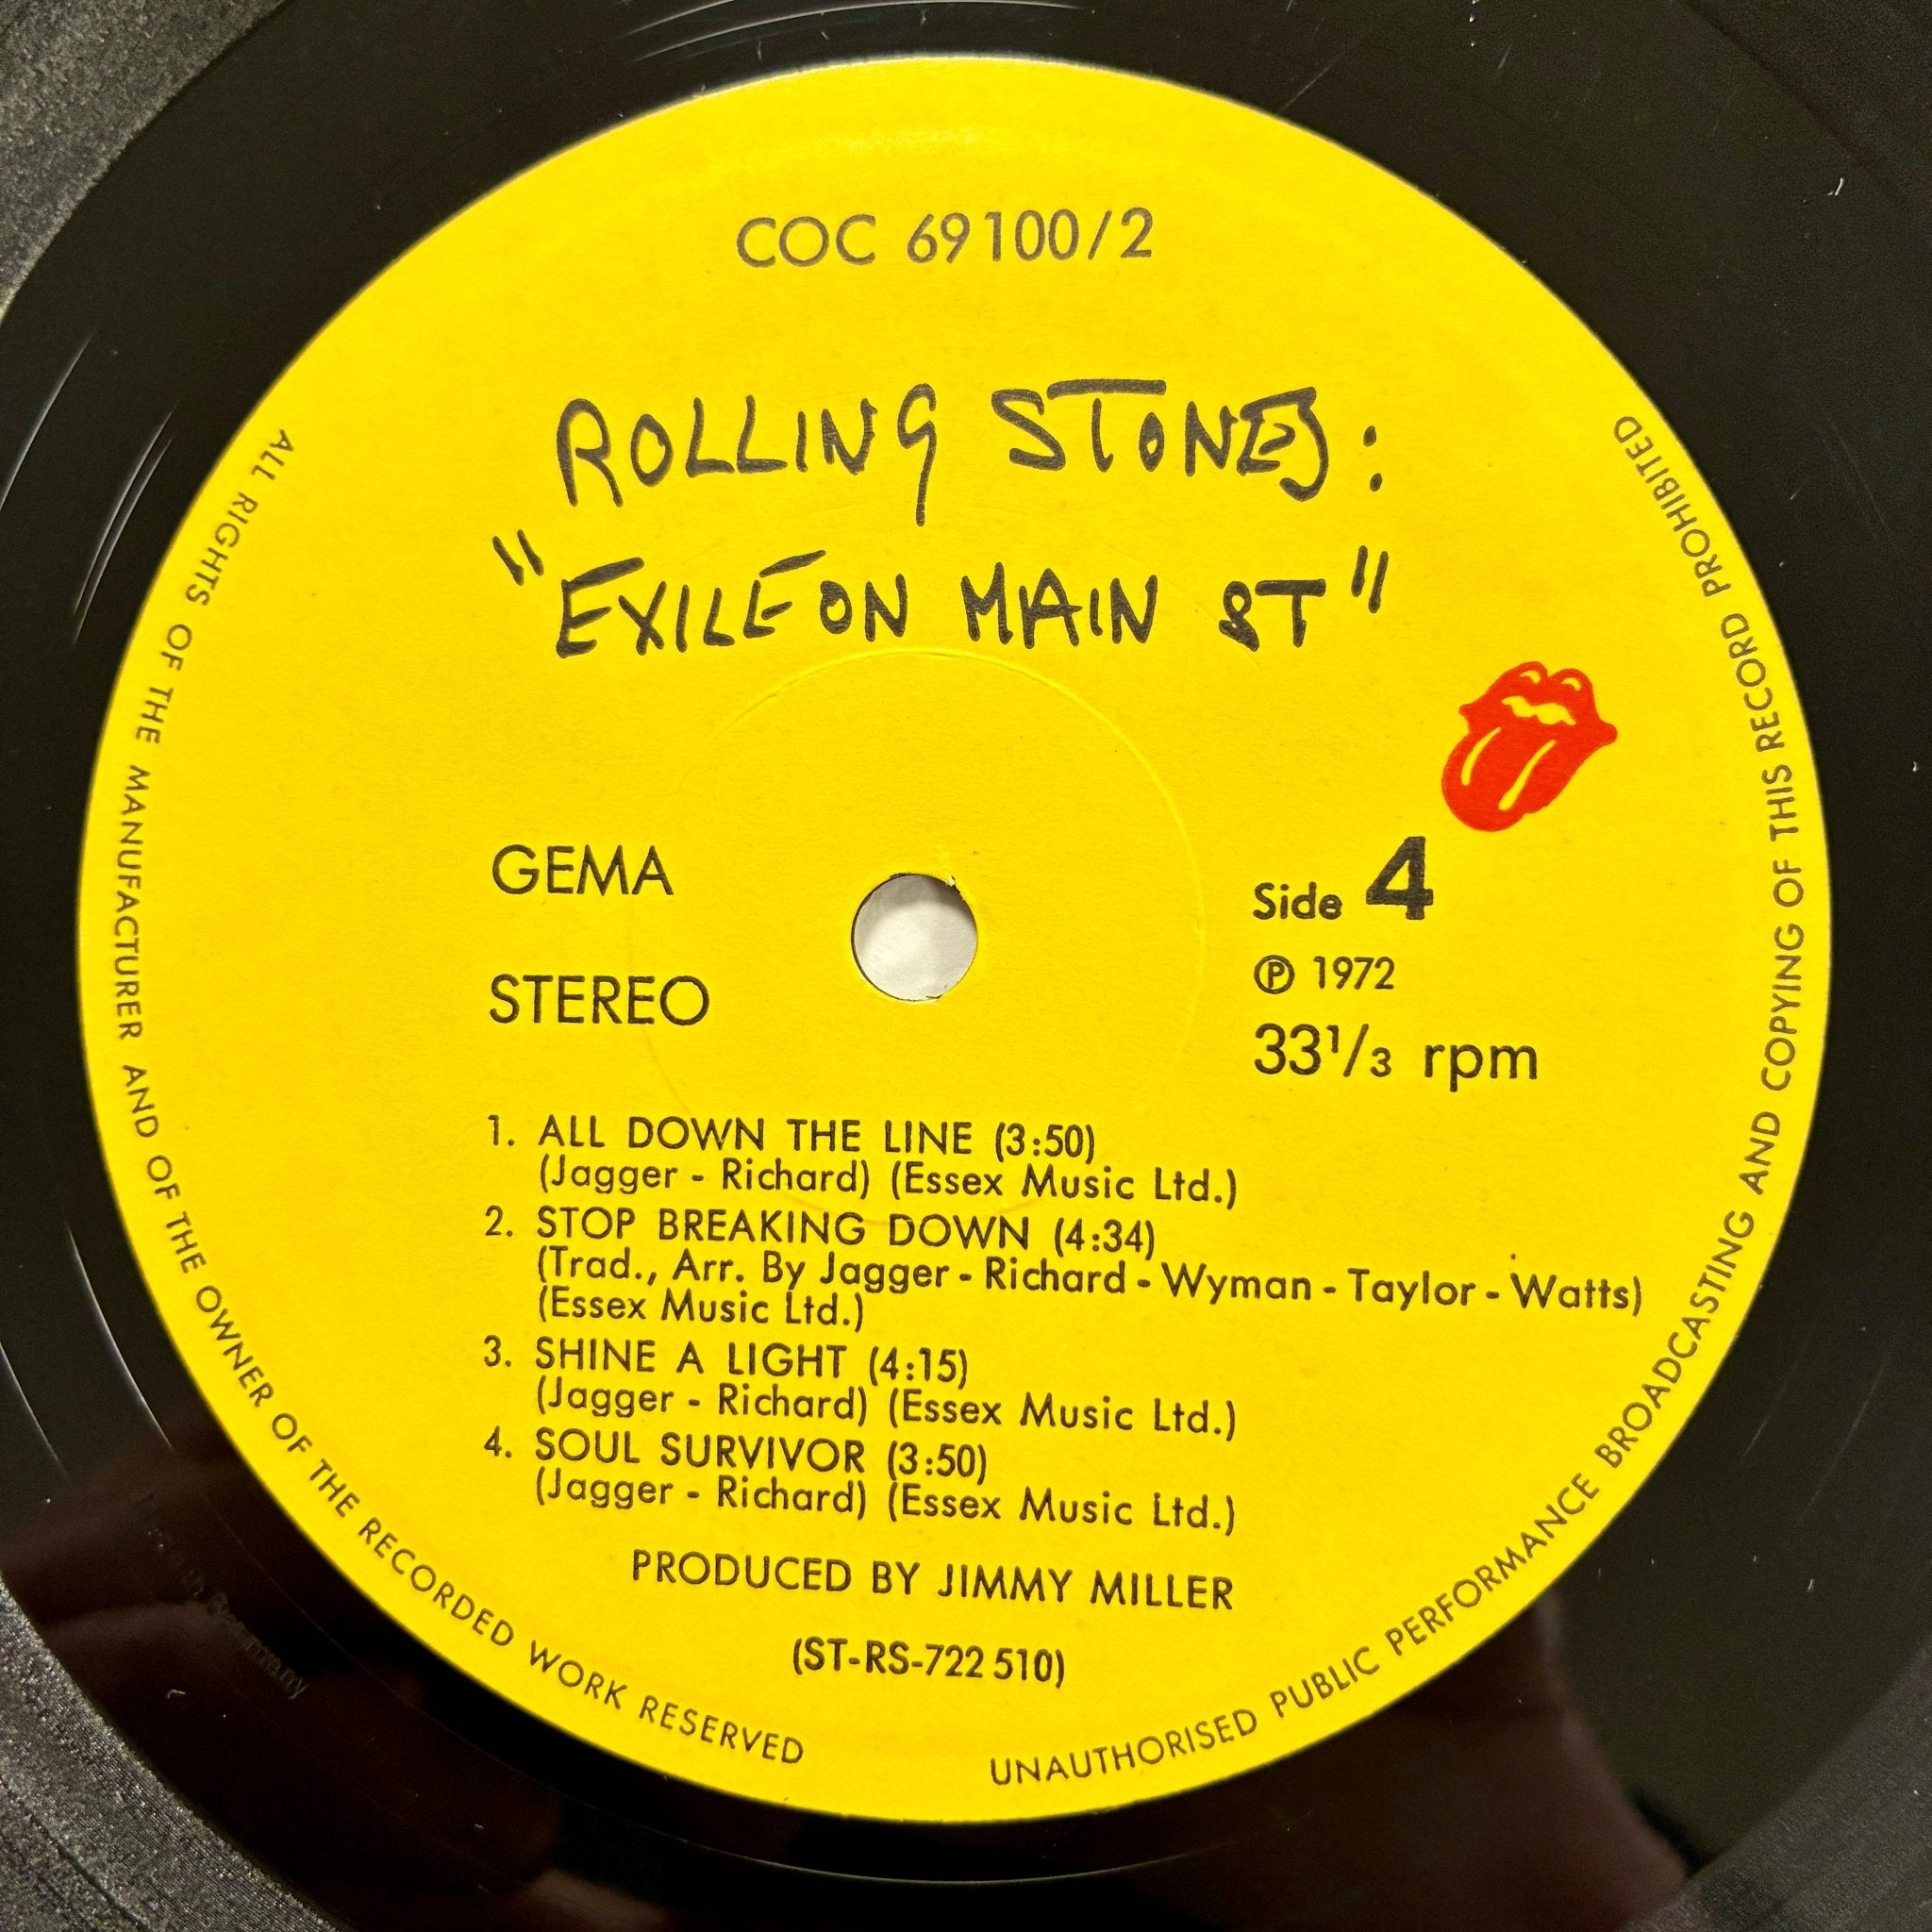 COC 69100/2
ROLLING STONES:
"EXILE ON MAIN ST"
GEMA
STEREO
Side 4
℗ 1972
33¹/₃ rpm
1. ALL DOWN THE LINE (3:50)
(Jagger - Richard) (Essex Music Ltd.)
2. STOP BREAKING DOWN (4:34)
(Trad., Arr. By Jagger - Richard - Wyman - Taylor - Watts)
(Essex Music Ltd.)
3. SHINE A LIGHT (4:15)
(Jagger - Richard) (Essex Music Ltd.)
4. SOUL SURVIVOR (3:50)
(Jagger - Richard) (Essex Music Ltd.)
PRODUCED BY JIMMY MILLER
(ST-RS-722 510)
ALL RIGHTS OF THE MANUFACTURER AND OF THE OWNER OF THE RECORDED WORK RESERVED
UNAUTHORISED PUBLIC PERFORMANCE BROADCASTING AND COPYING OF THIS RECORD PROHIBITED
Germany